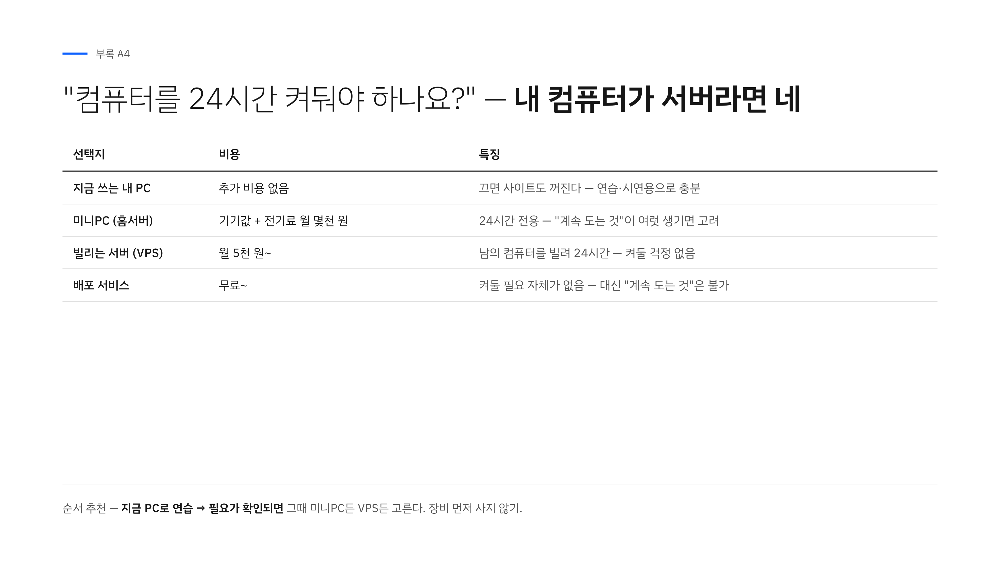 부록 A4
"컴퓨터를 24시간 켜둬야 하나요?" — 내 컴퓨터가 서버라면 네
선택지 비용 특징
지금 쓰는 내 PC 추가 비용 없음 끄면 사이트도 꺼진다 — 연습·시연용으로 충분
미니PC (홈서버) 기기값 + 전기료 월 몇천 원 24시간 전용 — "계속 도는 것"이 여럿 생기면 고려
빌리는 서버 (VPS) 월 5천 원~ 남의 컴퓨터를 빌려 24시간 — 켜둘 걱정 없음
배포 서비스 무료~ 켜둘 필요 자체가 없음 — 대신 "계속 도는 것"은 불가
순서 추천 — 지금 PC로 연습 → 필요가 확인되면 그때 미니PC든 VPS든 고른다. 장비 먼저 사지 않기.